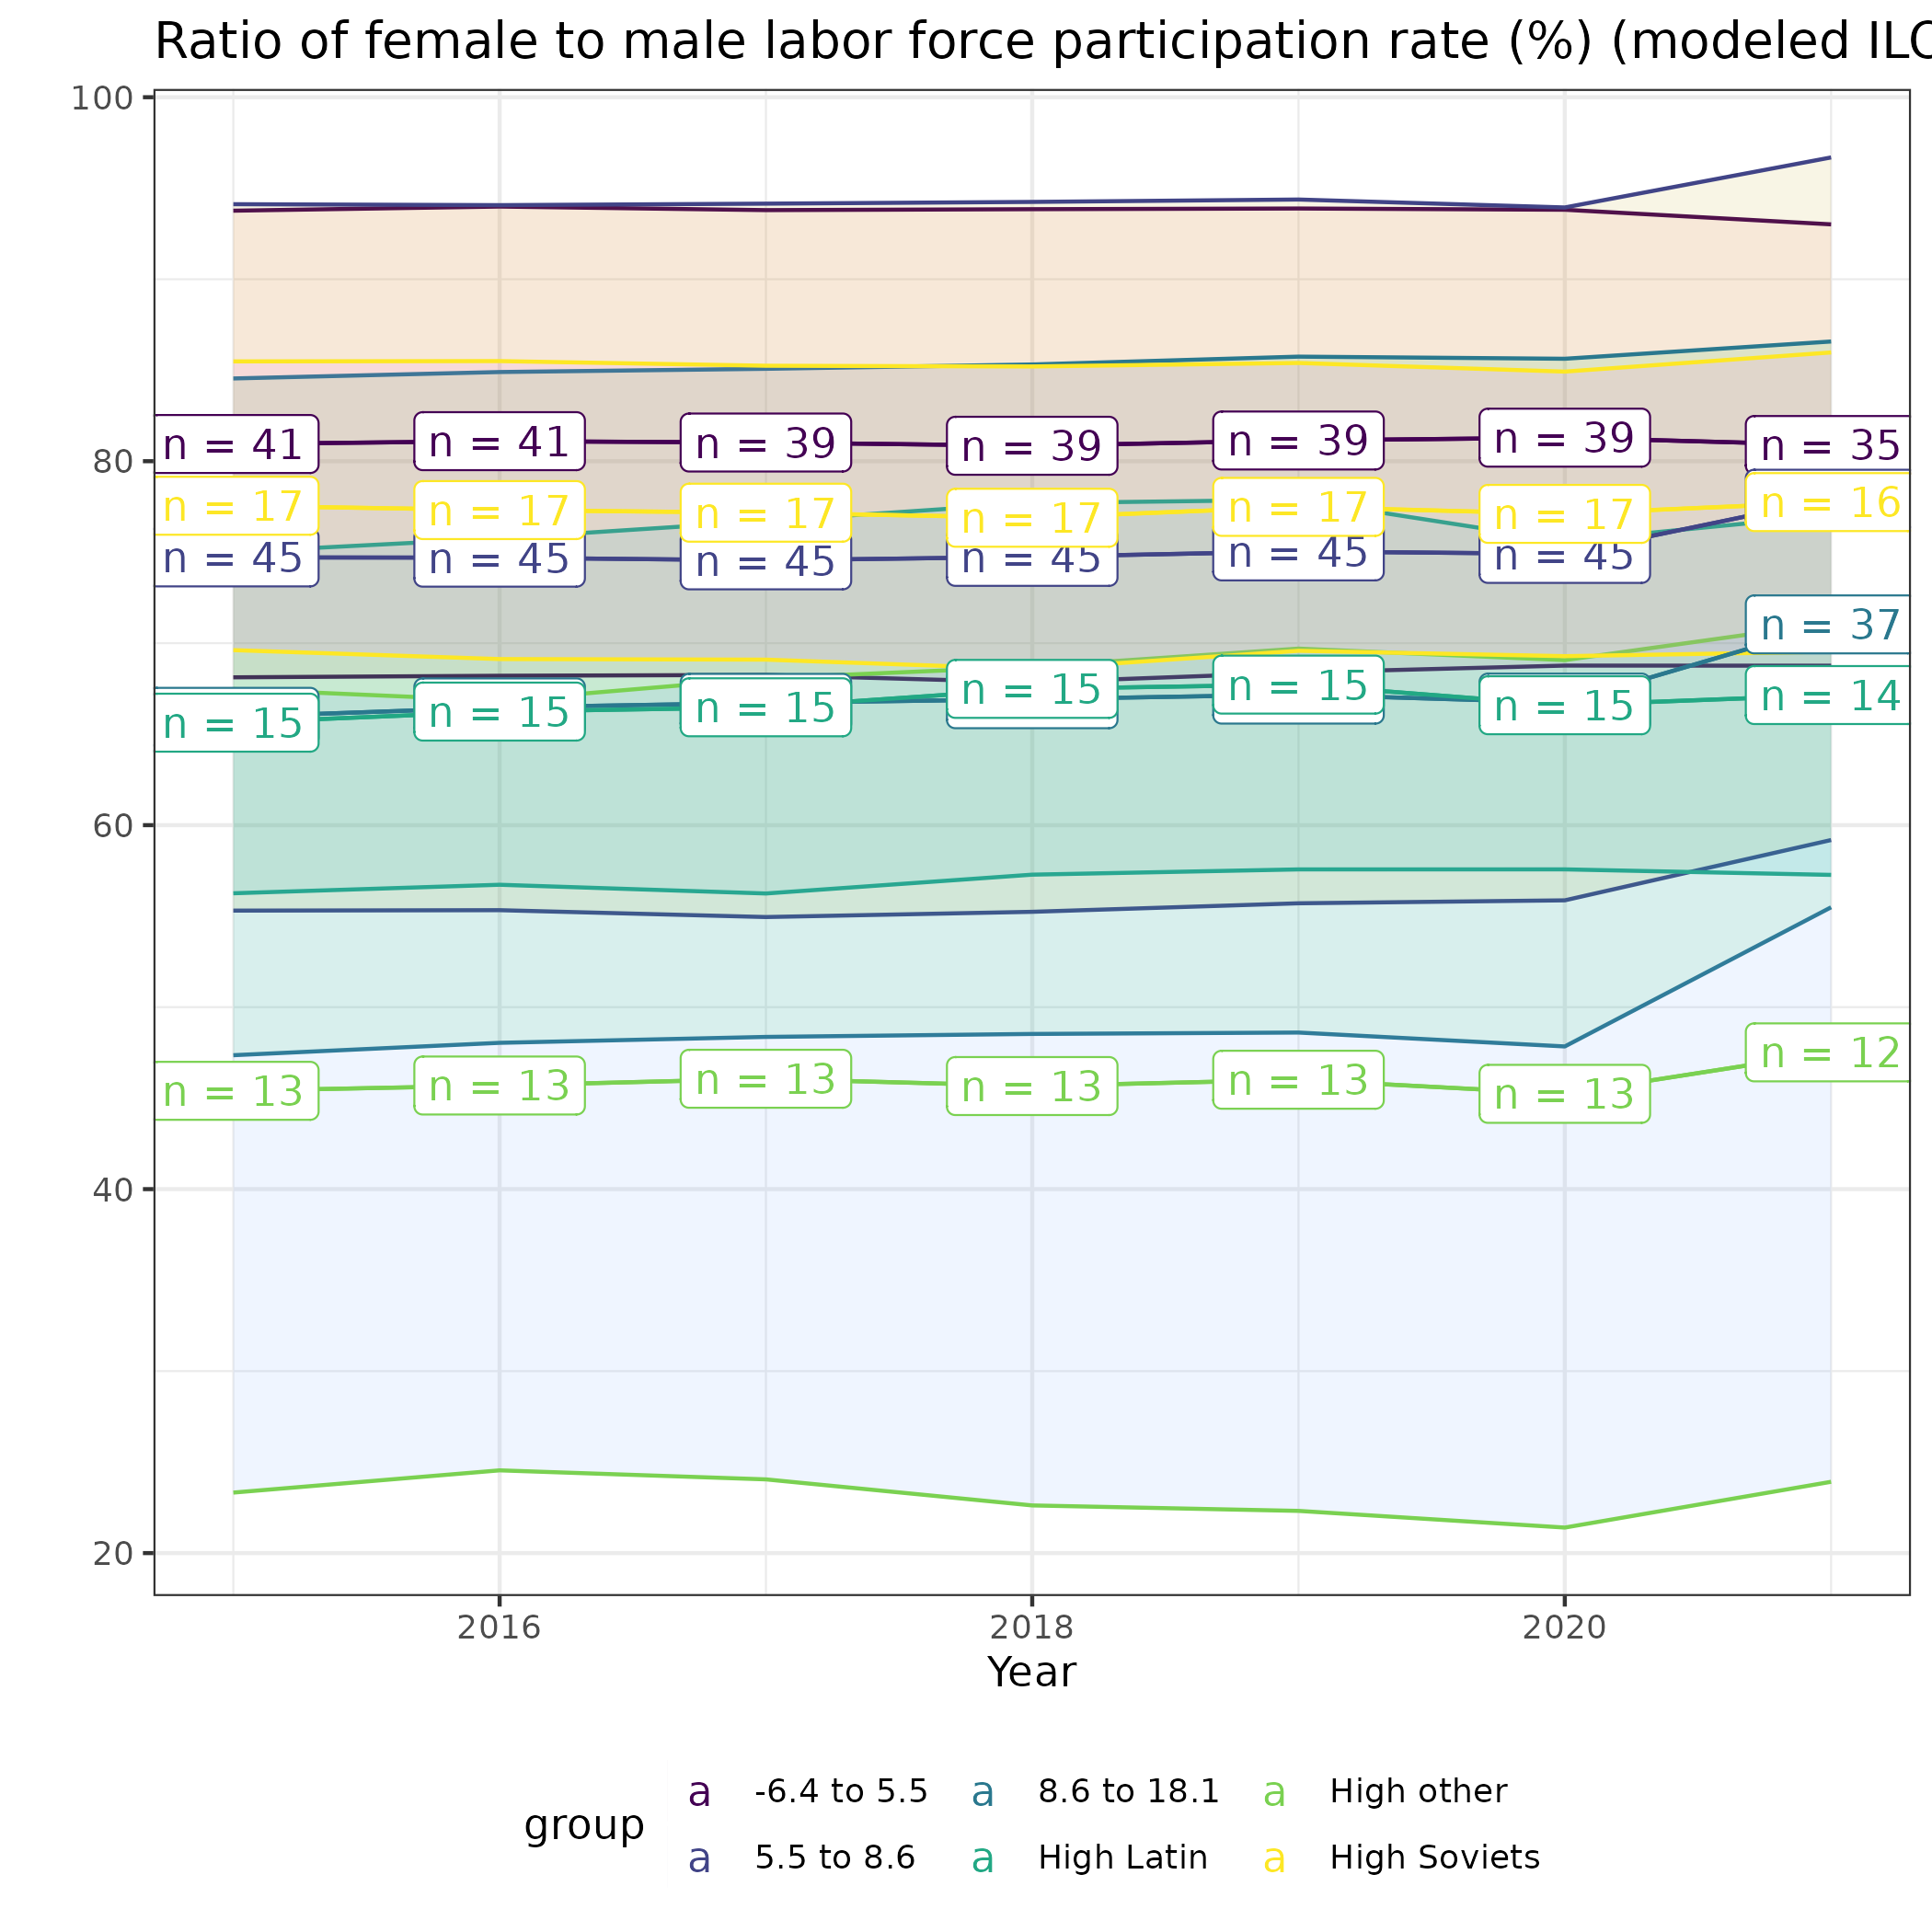 Ratio of female to male labor force participation rate (%) (modeled ILO
100
80
60
40
20
n = 41 n = 41 n = 39 n = 39 n = 39 n = 39 n = 35
n = 17 n = 17 n = 17 n = 17 n = 17 n = 17 n = 16
n = 45 n = 45 n = 45 n = 45 n = 45 n = 45
n = 37
n = 15 n = 15 n = 15 n = 15 n = 15 n = 15 n = 14
n = 13 n = 13 n = 13 n = 13 n = 13 n = 13 n = 12
2016 2018 2020
Year
group
a -6.4 to 5.5 a 8.6 to 18.1 a High other
a 5.5 to 8.6 a High Latin a High Soviets